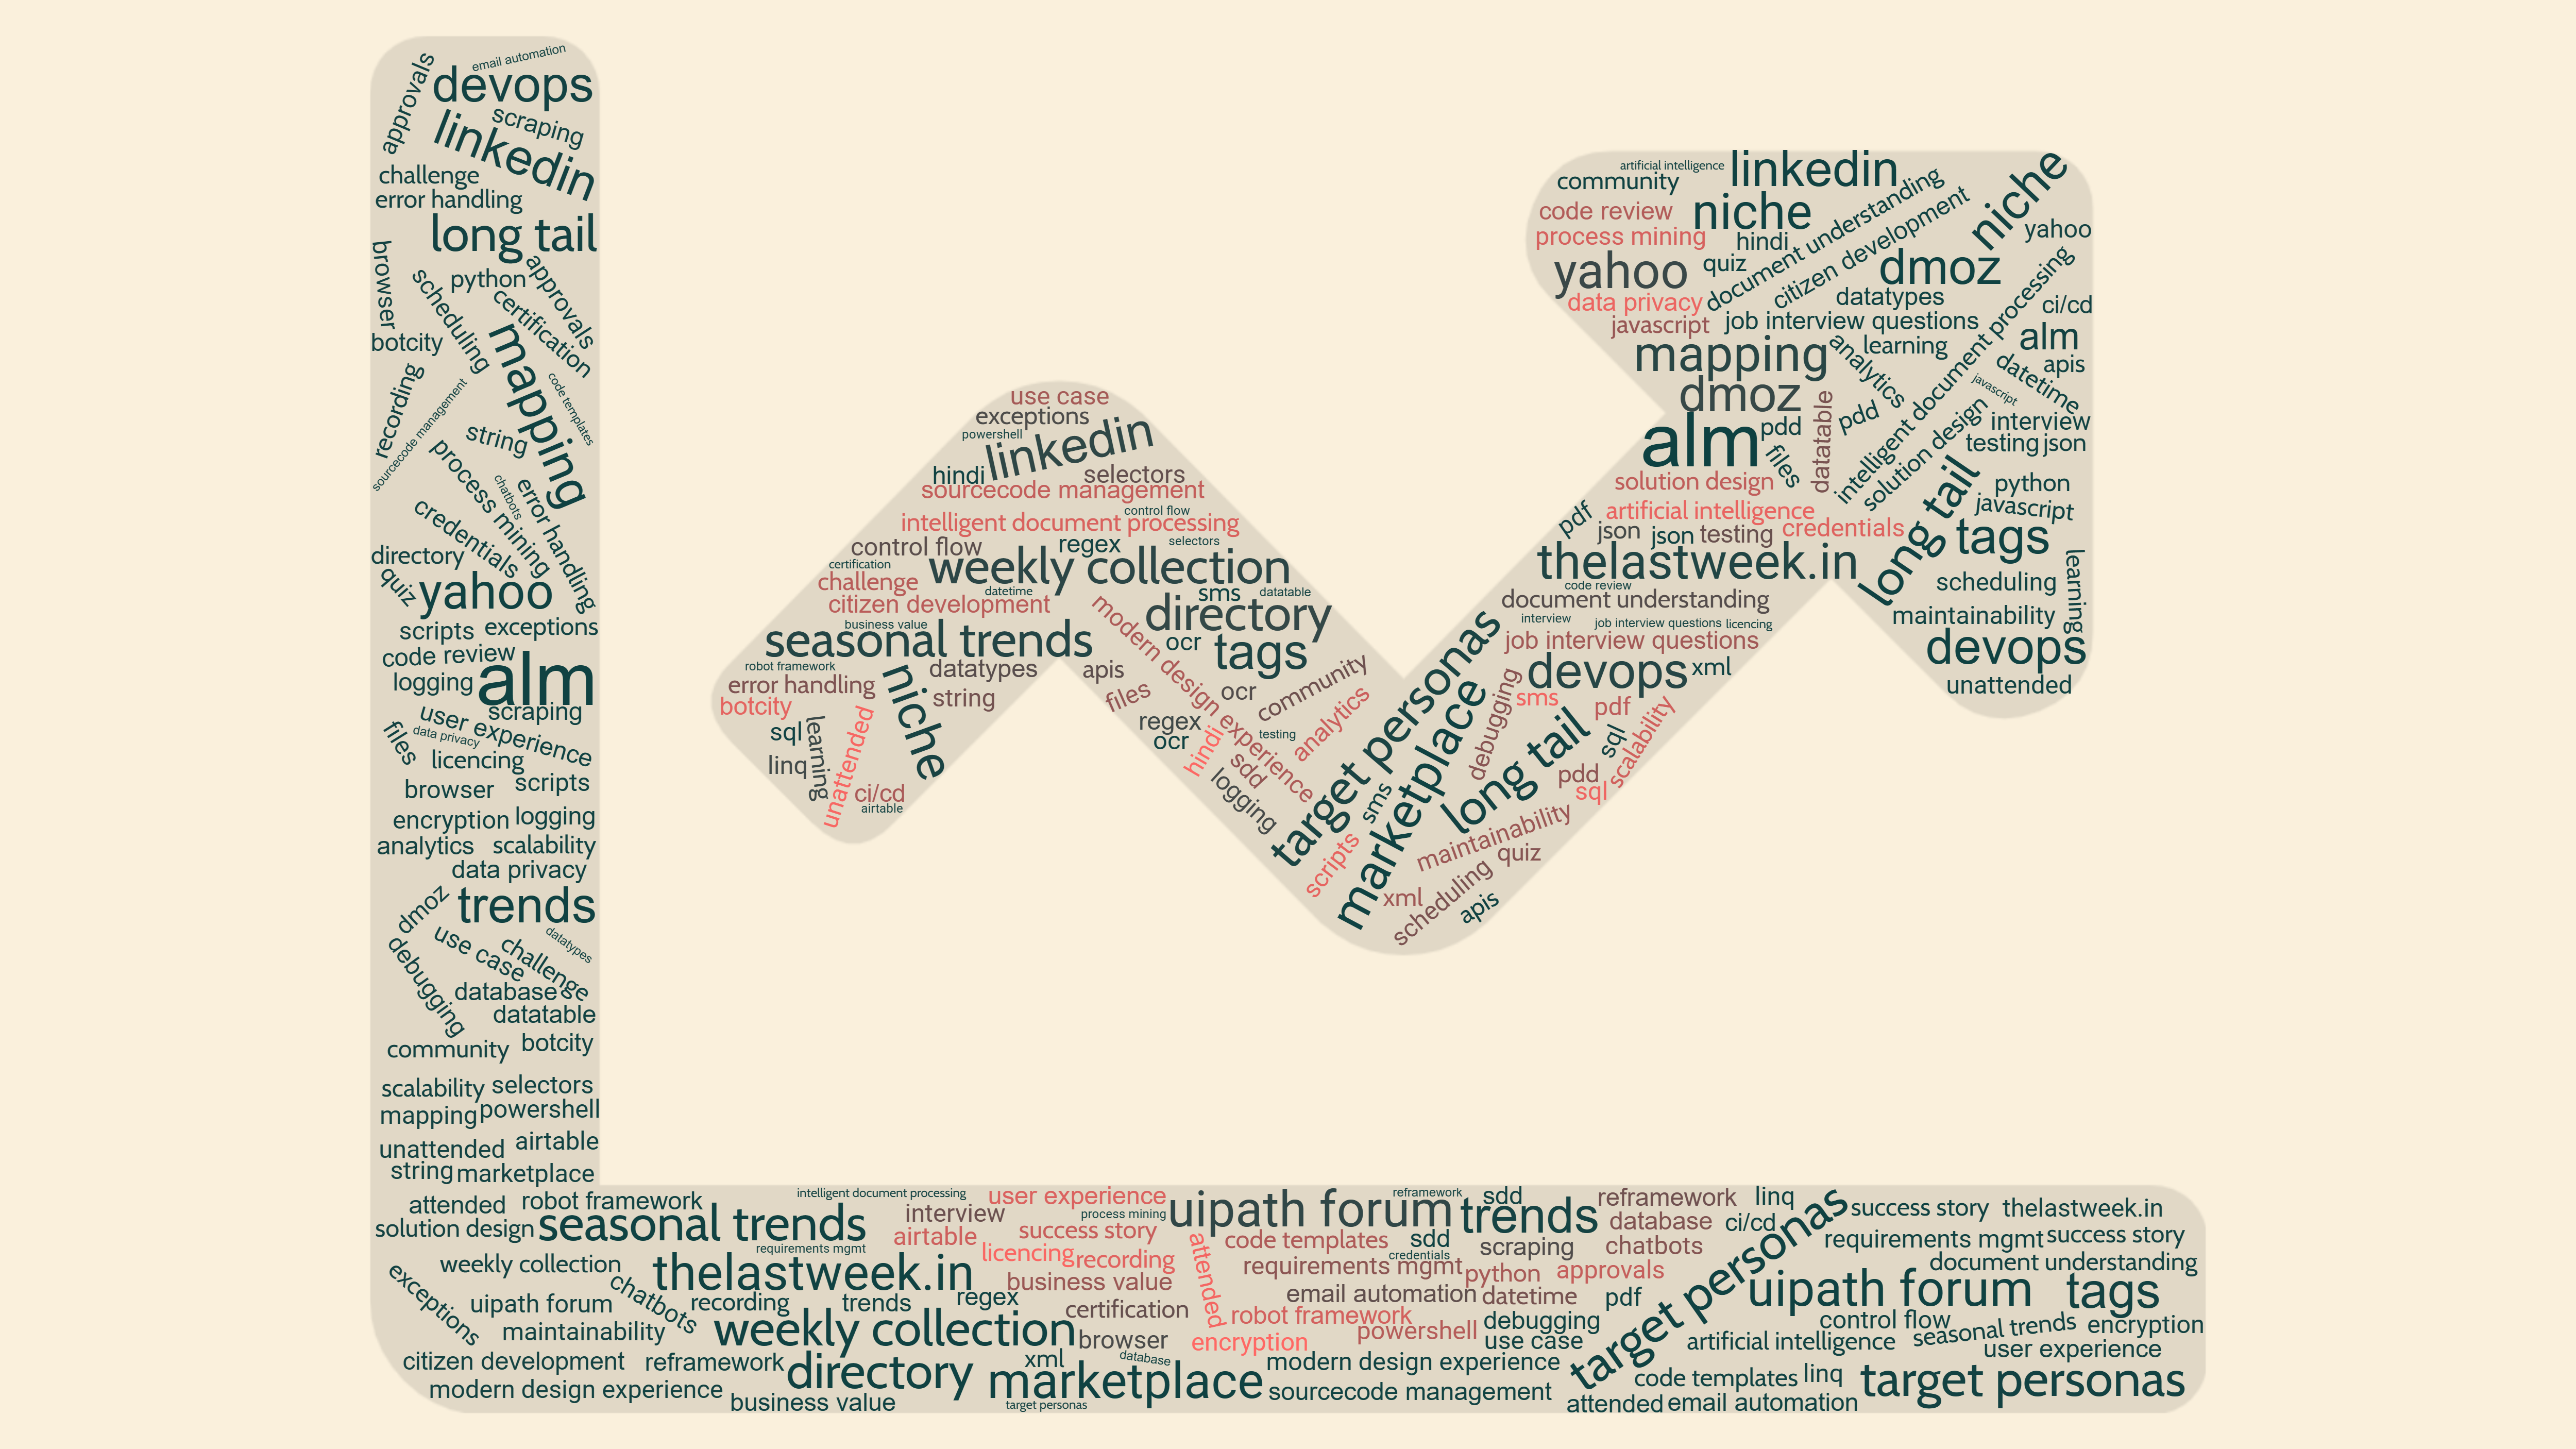 email automation
approvals
devops
scraping
linkedin
challenge
error handling
long tail
browser
python
approvals
scheduling
certification
botcity
mapping
recording
code templates
sourcecode management
string
process mining
chatbots
error handling
credentials
directory
quiz
yahoo
scripts
exceptions
code review
logging
alm
scraping
user experience
files
data privacy
licencing
browser
scripts
encryption
logging
analytics
scalability
data privacy
dmoz
trends
use case
datatypes
challenge
debugging
database
datatable
community
botcity
scalability
selectors
mapping
powershell
unattended
airtable
string
marketplace
use case
exceptions
powershell
linkedin
hindi
selectors
sourcecode management
control flow
intelligent document processing
control flow
regex
selectors
certification
weekly collection
challenge
datetime
sms
datatable
citizen development
modern design experience
directory
business value
seasonal trends
ocr
tags
robot framework
datatypes
apis
community
error handling
niche
string
files
ocr
analytics
botcity
learning
unattended
sql
regex
ocr
hindi
testing
sdd
linq
logging
ci/cd
airtable
artificial intelligence
linkedin
community
niche
code review
niche
document understanding
citizen development
process mining
hindi
yahoo
yahoo
quiz
dmoz
data privacy
datatypes
intelligent document processing
ci/cd
javascript
job interview questions
alm
mapping
analytics
learning
apis
datetime
dmoz
javascript
datatable
pdd
pdd
solution design
interview
alm
files
testing
json
solution design
long tail
python
artificial intelligence
javascript
pdf
json
json
testing
credentials
tags
thelastweek.in
learning
code review
scheduling
document understanding
maintainability
interview
job interview questions
licencing
target personas
job interview questions
devops
devops
xml
unattended
marketplace
debugging
sms
pdf
scalability
long tail
sql
pdd
sql
sms
maintainability
scripts
quiz
xml
scheduling
apis
attended
robot framework
intelligent document processing
user experience
uipath forum
reframework
sdd
reframework
linq
target personas
success story
thelastweek.in
solution design
seasonal trends
interview
process mining
trends
database
ci/cd
airtable
success story
attended
code templates
sdd
scraping
chatbots
requirements mgmt
success story
requirements mgmt
licencing
recording
credentials
document understanding
weekly collection
thelastweek.in
business value
requirements mgmt
python
approvals
uipath forum
tags
exceptions
chatbots
uipath forum
recording
trends
regex
certification
email automation
datetime
pdf
robot framework
debugging
control flow
maintainability
weekly collection
browser
encryption
powershell
use case
artificial intelligence
seasonal trends
encryption
user experience
citizen development
reframework
directory
xml
database
modern design experience
marketplace
code templates
linq
target personas
modern design experience
business value
target personas
sourcecode management
attended
email automation